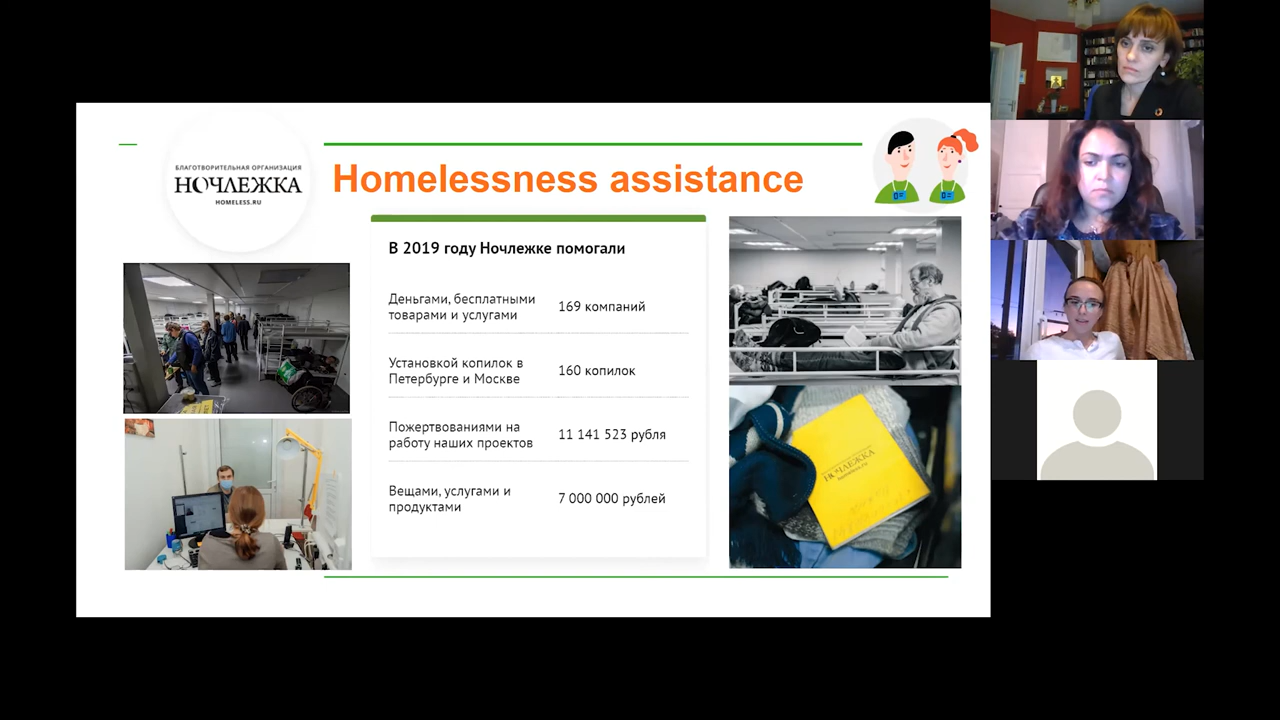 БЛАГОТВОРИТЕЛЬНАЯ ОРГАНИЗАЦИЯ
НОЧЛЕЖКА
HOMELESS.RU
Homelessness assistance
В 2019 году Ночлежке помогали
Деньгами, бесплатными
товарами и услугами
169 компаний
Установкой копилок в
Петербурге и Москве
160 копилок
Пожертвованиями на
работу наших проектов
11 141 523 рубля
Вещами, услугами и
продуктами
7 000 000 рублей
НОЧЛЕЖКА
homeless.ru